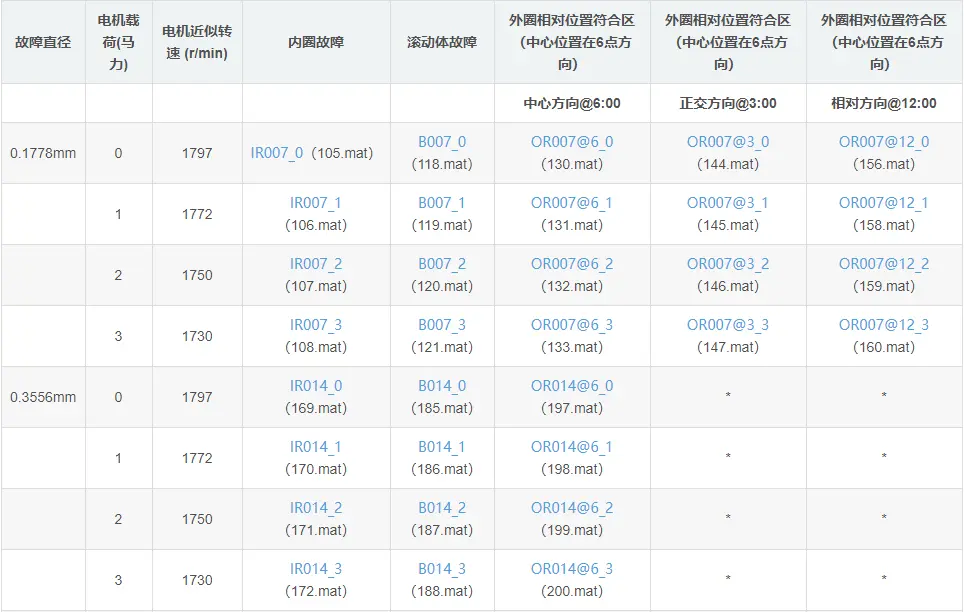 故障直径
电机载
荷(马
力)
电机近似转
速 (r/min)
内圈故障
滚动体故障
外圈相对位置符合区
（中心位置在6点方
向）
外圈相对位置符合区
（中心位置在6点方
向）
外圈相对位置符合区
（中心位置在6点方
向）
中心方向@6:00 正交方向@3:00 相对方向@12:00
0.1778mm 0 1797 IR007_0（105.mat)
B007_0
（118.mat)
OR007@6_0
（130.mat)
OR007@3_0
（144.mat)
OR007@12_0
（156.mat)
1 1772
IR007_1
（106.mat)
B007_1
（119.mat)
OR007@6_1
（131.mat)
OR007@3_1
（145.mat)
OR007@12_1
（158.mat)
2 1750
IR007_2
（107.mat)
B007_2
（120.mat)
OR007@6_2
（132.mat)
OR007@3_2
（146.mat)
OR007@12_2
（159.mat)
3 1730
IR007_3
（108.mat)
B007_3
（121.mat)
OR007@6_3
（133.mat)
OR007@3_3
（147.mat)
OR007@12_3
（160.mat)
0.3556mm 0 1797
IR014_0
（169.mat)
B014_0
（185.mat)
OR014@6_0
（197.mat)
* *
1 1772
IR014_1
（170.mat)
B014_1
（186.mat)
OR014@6_1
（198.mat)
* *
2 1750
IR014_2
（171.mat)
B014_2
（187.mat)
OR014@6_2
（199.mat)
* *
3 1730
IR014_3
（172.mat)
B014_3
（188.mat)
OR014@6_3
（200.mat)
* *